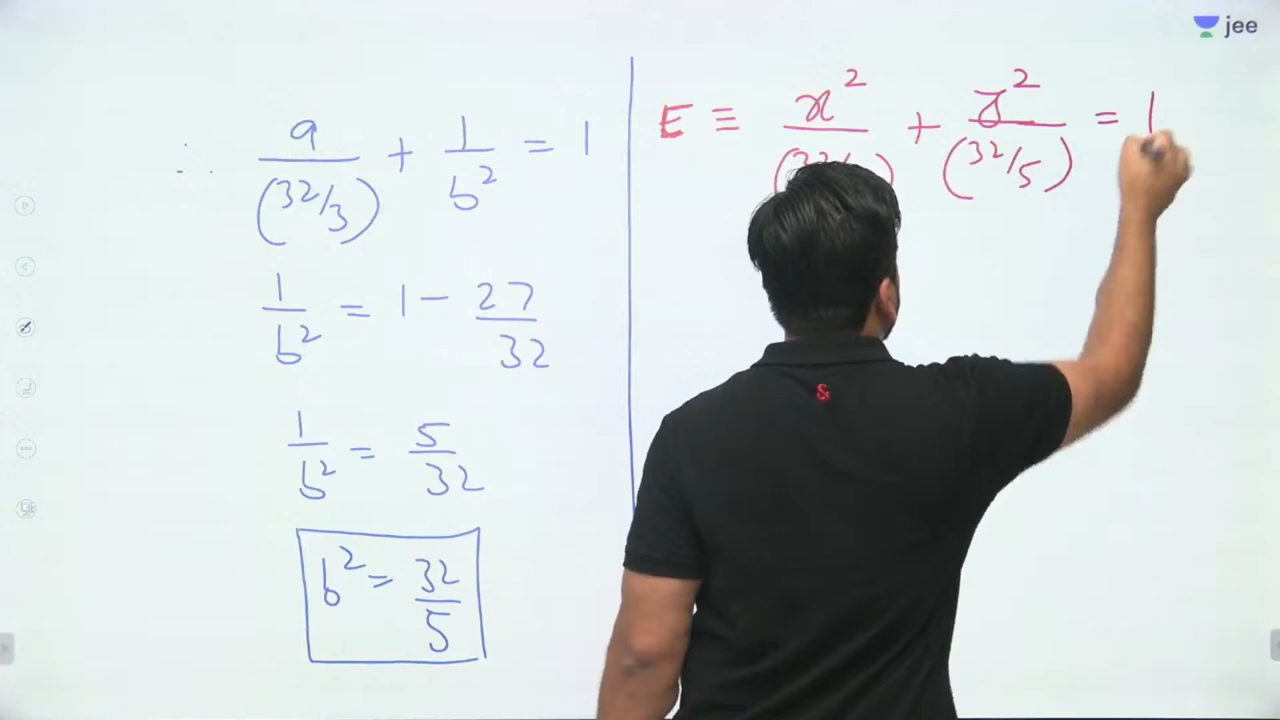 jee
∴ 9/(32/3) + 1/b² = 1
1/b² = 1 - 27/32
1/b² = 5/32
b² = 32/5
E ≡ x²/(32/ ) + y²/(32/5) = 1
&